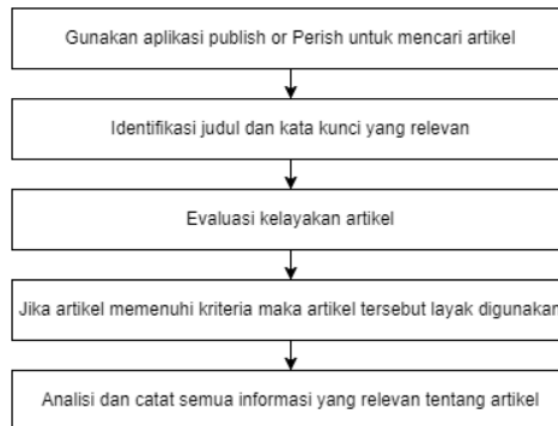 Gunakan aplikasi publish or Perish untuk mencari artikel
Identifikasi judul dan kata kunci yang relevan
Evaluasi kelayakan artikel
Jika artikel memenuhi kriteria maka artikel tersebut layak digunakan
Analisi dan catat semua informasi yang relevan tentang artikel